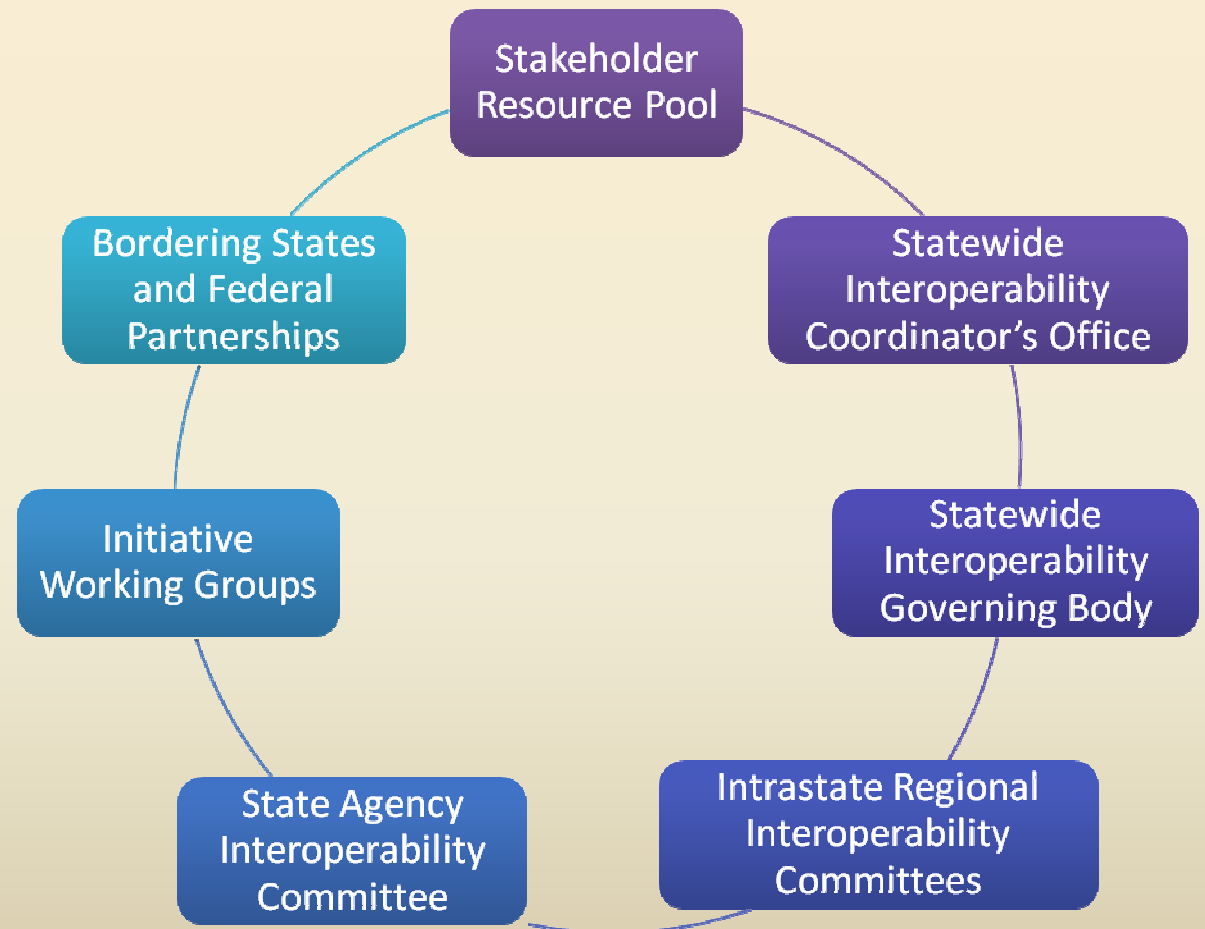 Stakeholder
Resource Pool
Statewide
Interoperability
Coordinator's Office
Statewide
Interoperability
Governing Body
Intrastate Regional
Interoperability
Committees
State Agency
Interoperability
Committee
Initiative
Working Groups
Bordering States
and Federal
Partnerships